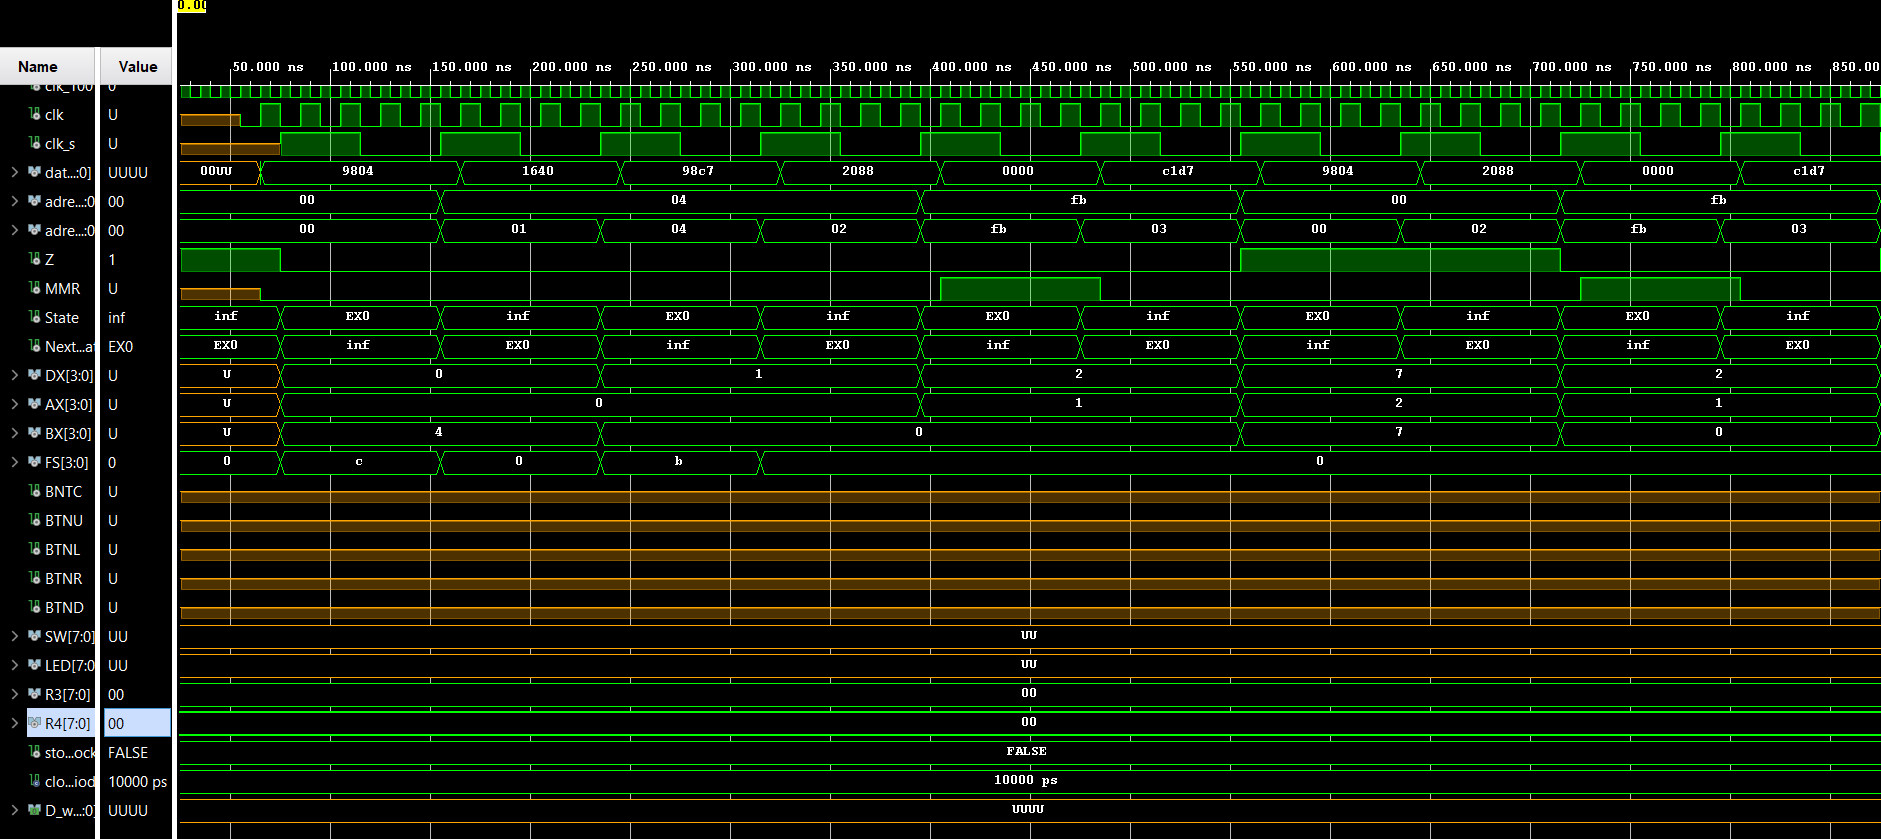 0.00
Name Value 50.000 ns 100.000 ns 150.000 ns 200.000 ns 250.000 ns 300.000 ns 350.000 ns 400.000 ns 450.000 ns 500.000 ns 550.000 ns 600.000 ns 650.000 ns 700.000 ns 750.000 ns 800.000 ns 850.00
clk_100 0
clk U
clk_s U
dat...:0] UUUU 00UU 9804 1640 98c7 2088 0000 c1d7 9804 2088 0000 c1d7
adre...:0 00 00 04 fb 00 fb
adre...:0 00 00 01 04 02 fb 03 00 02 fb 03
Z 1
MMR U
State inf inf EX0 inf EX0 inf EX0 inf EX0 inf EX0 inf
Next...at EX0 EX0 inf EX0 inf EX0 inf EX0 inf EX0 inf EX0
DX[3:0] U U 0 1 2 7 2
AX[3:0] U U 0 1 2 1
BX[3:0] U U 4 0 7 0
FS[3:0] 0 0 c 0 b 0
BNTC U
BTNU U
BTNL U
BTNR U
BTND U
SW[7:0] UU UU
LED[7:0 UU UU
R3[7:0] 00 00
R4[7:0] 00 00
sto...ock FALSE FALSE
clo...iod 10000 ps 10000 ps
D_w...:0] UUUU UUUU